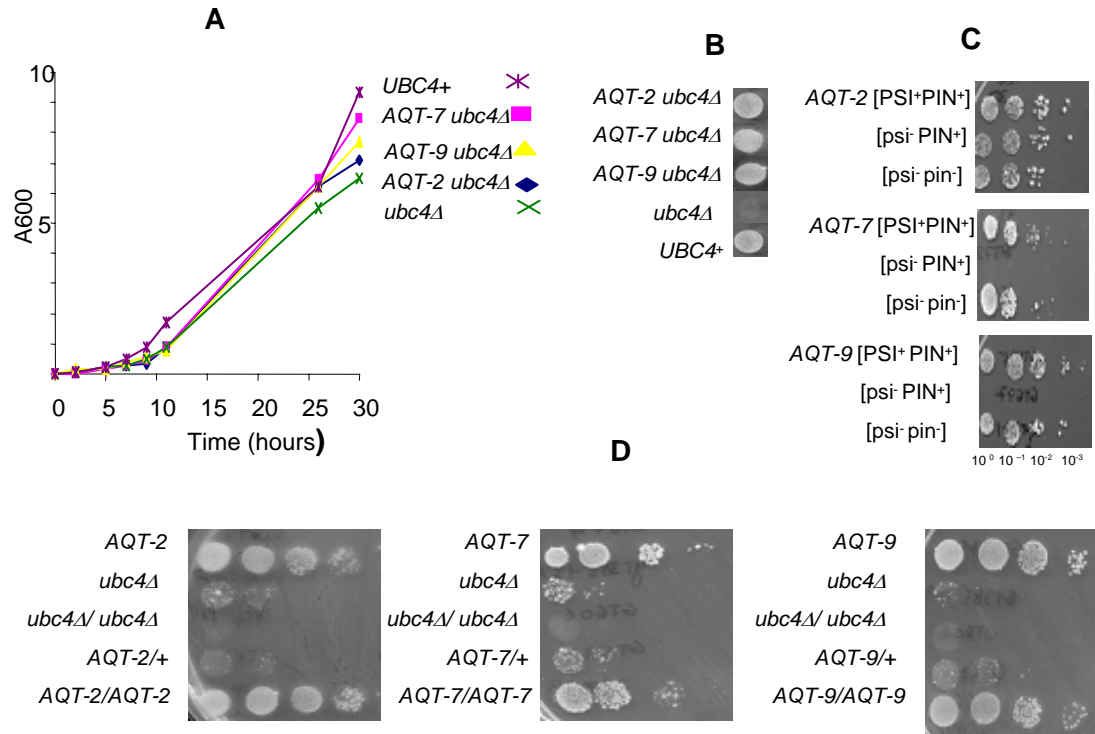 A
10
5
A600
0 5 10 15 20 25 30
Time (hours)
UBC4+
AQT-7 ubc4Δ
AQT-9 ubc4Δ
AQT-2 ubc4Δ
ubc4Δ
B
AQT-2 ubc4Δ
AQT-7 ubc4Δ
AQT-9 ubc4Δ
ubc4Δ
UBC4⁺
C
AQT-2 [PSI⁺PIN⁺]
[psi⁻ PIN⁺]
[psi⁻ pin⁻]
AQT-7 [PSI⁺PIN⁺]
[psi⁻ PIN⁺]
[psi⁻ pin⁻]
AQT-9 [PSI⁺ PIN⁺]
[psi⁻ PIN⁺]
[psi⁻ pin⁻]
10⁰ 10⁻¹ 10⁻² 10⁻³
D
AQT-2
ubc4Δ
ubc4Δ/ ubc4Δ
AQT-2/+
AQT-2/AQT-2
AQT-7
ubc4Δ
ubc4Δ/ ubc4Δ
AQT-7/+
AQT-7/AQT-7
AQT-9
ubc4Δ
ubc4Δ/ ubc4Δ
AQT-9/+
AQT-9/AQT-9